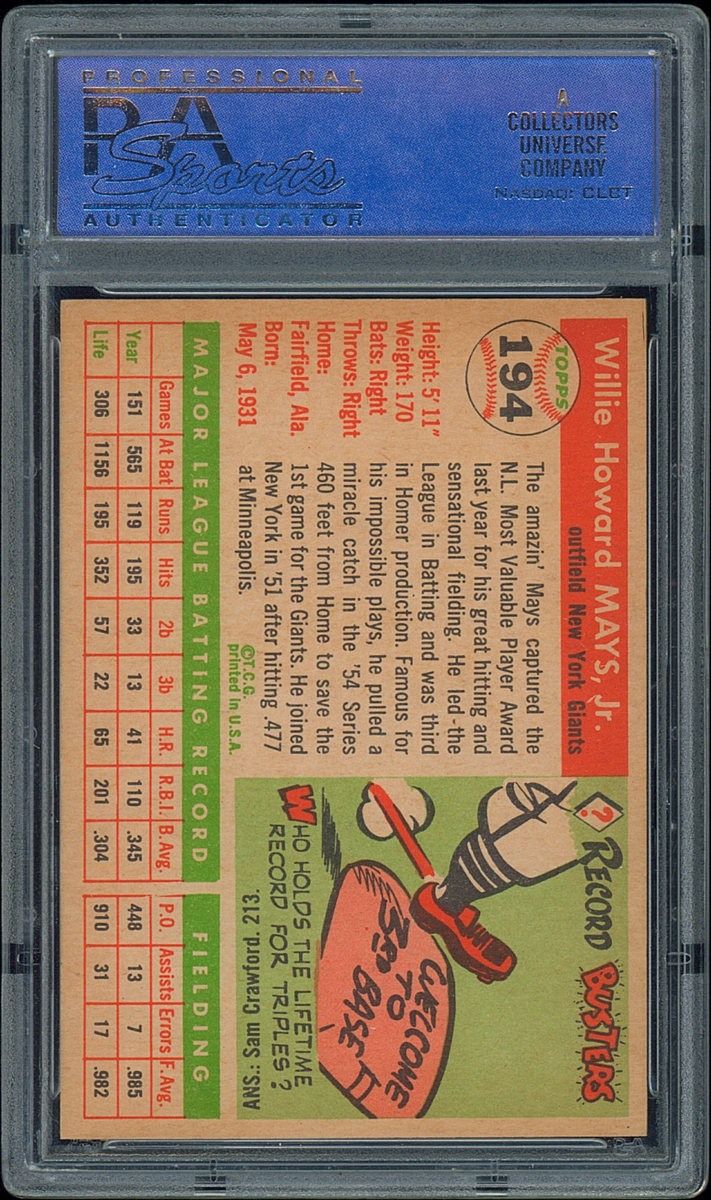 PROFESSIONAL
PSA
Sports
AUTHENTICATOR
A
COLLECTORS
UNIVERSE
COMPANY
NASDAQ: CLCT
Willie Howard MAYS, Jr.
outfield New York Giants
TOPPS
194
Height: 5' 11"
Weight: 170
Bats: Right
Throws: Right
Home:
Fairfield, Ala.
Born:
May 6, 1931
The amazin' Mays captured the
N.L. Most Valuable Player Award
last year for his great hitting and
sensational fielding. He led-the
League in Batting and was third
in Homer production. Famous for
his impossible plays, he pulled a
miracle catch in the '54 Series
460 feet from Home to save the
1st game for the Giants. He joined
New York in '51 after hitting .477
at Minneapolis.
©T.C.G.
printed in U.S.A.
? RECORD BUSTERS
WELCOME
TO
3RD BASE!!
WHO HOLDS THE LIFETIME
RECORD FOR TRIPLES?
ANS.: Sam Crawford. 213.
MAJOR LEAGUE BATTING RECORD FIELDING
Games At Bat Runs Hits 2b 3b H.R. R.B.I. B.Avg. P.O. Assists Errors F.Avg.
Year 151 565 119 195 33 13 41 110 .345 448 13 7 .985
Life 306 1156 195 352 57 22 65 201 .304 910 31 17 .982